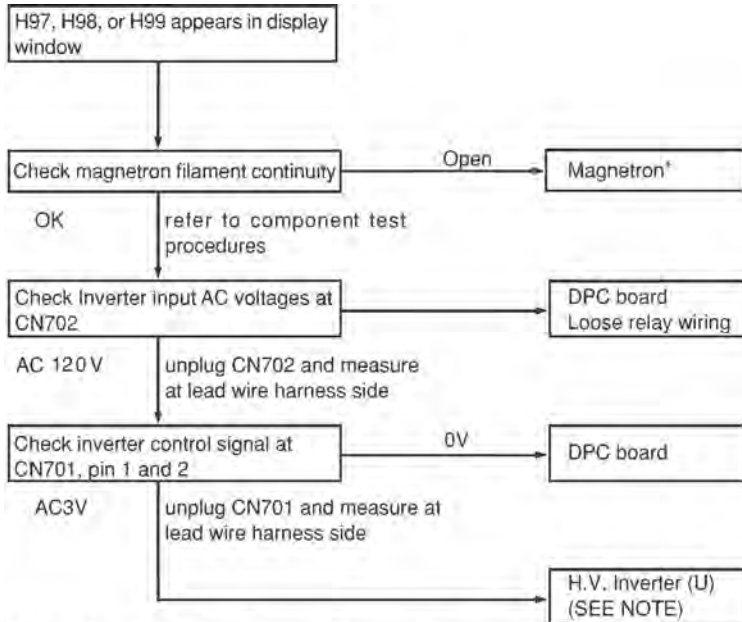 H97, H98, or H99 appears in display
window
Check magnetron filament continuity
Open
Magnetron*
OK
refer to component test
procedures
Check Inverter input AC voltages at
CN702
DPC board
Loose relay wiring
AC 120V
unplug CN702 and measure
at lead wire harness side
Check inverter control signal at
CN701, pin 1 and 2
0V
DPC board
AC3V
unplug CN701 and measure at
lead wire harness side
H.V. Inverter (U)
(SEE NOTE)